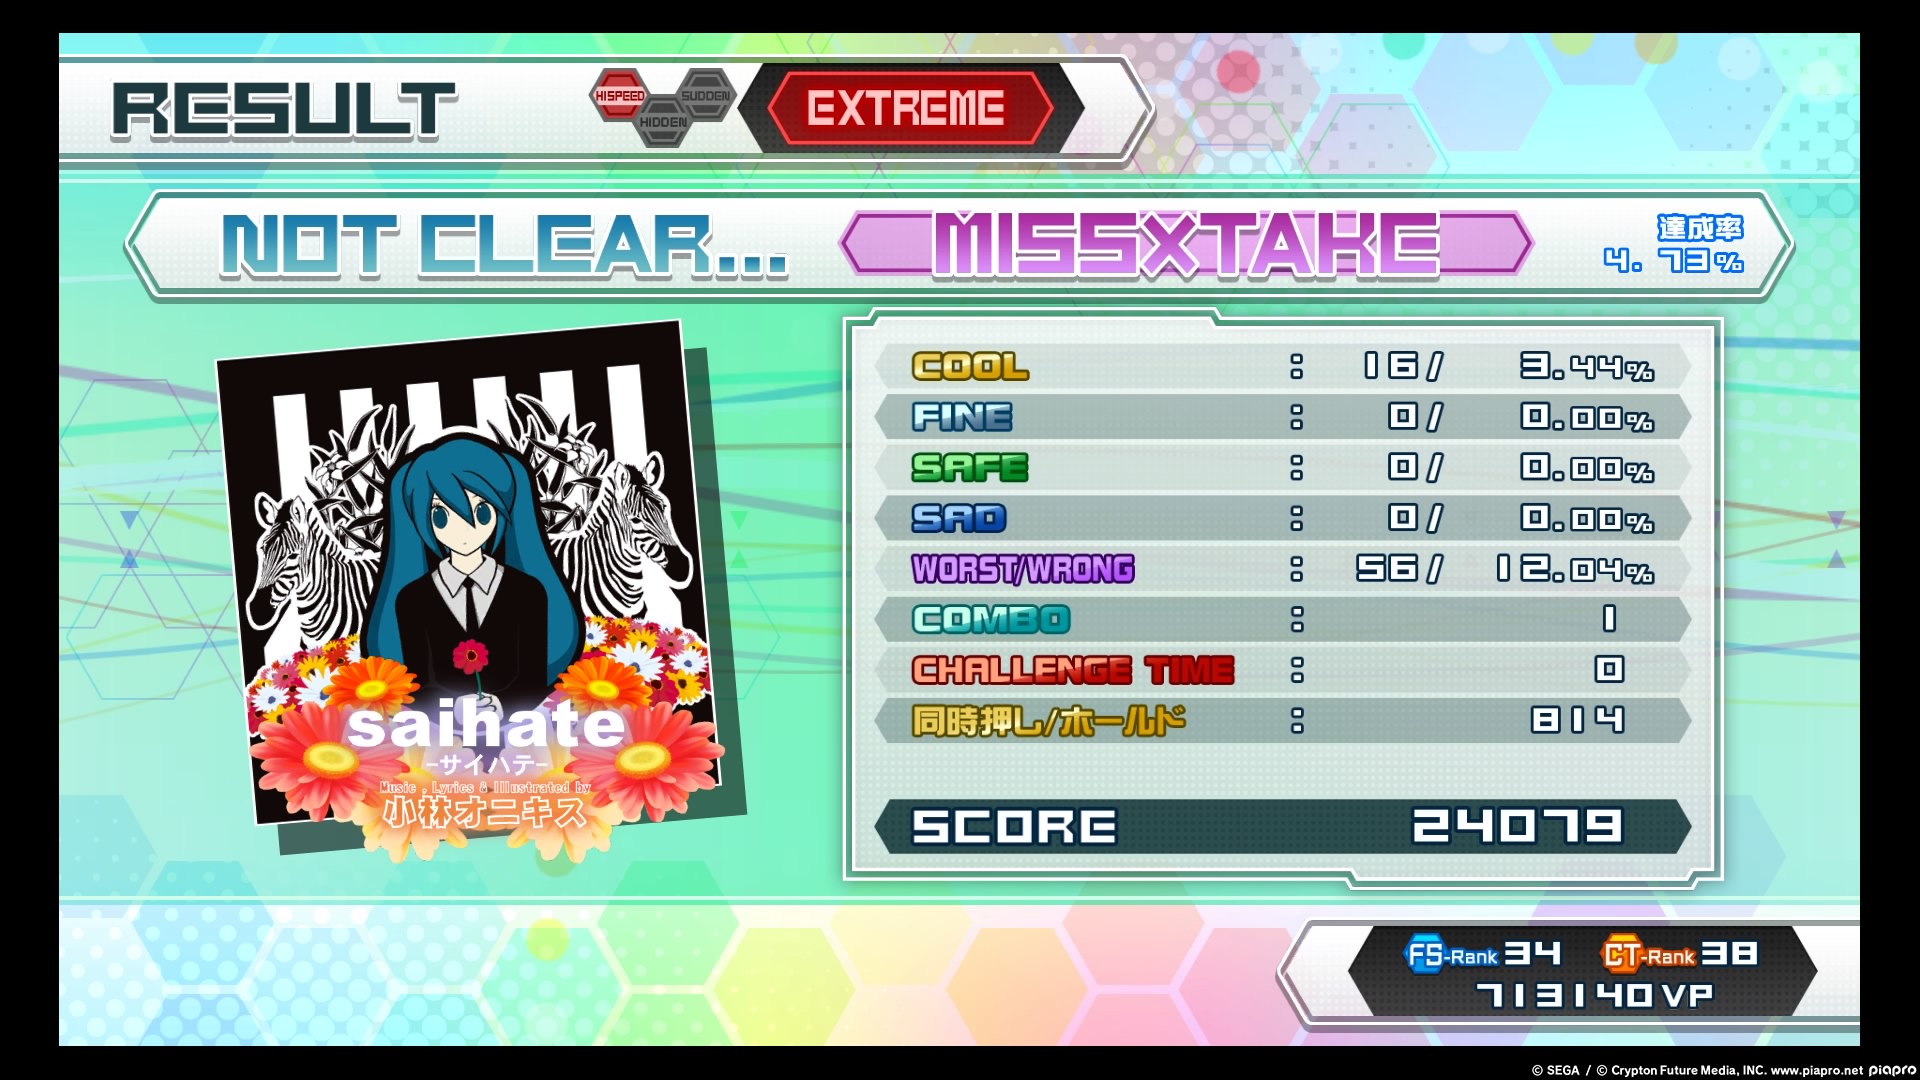 RESULT
HISPEED
SUDDEN
HIDDEN
EXTREME
NOT CLEAR...
MISS×TAKE
達成率
4.73%
COOL : 16/ 3.44%
FINE : 0/ 0.00%
SAFE : 0/ 0.00%
SAD : 0/ 0.00%
WORST/WRONG : 56/ 12.04%
COMBO : 1
CHALLENGE TIME : 0
同時押し/ホールド : 814
SCORE 24079
saihate
-サイハテ-
Music , Lyrics & Illustrated by
小林オニキス
FS-Rank 34 CT-Rank 38
713140VP
© SEGA / © Crypton Future Media, INC. www.piapro.net piapro